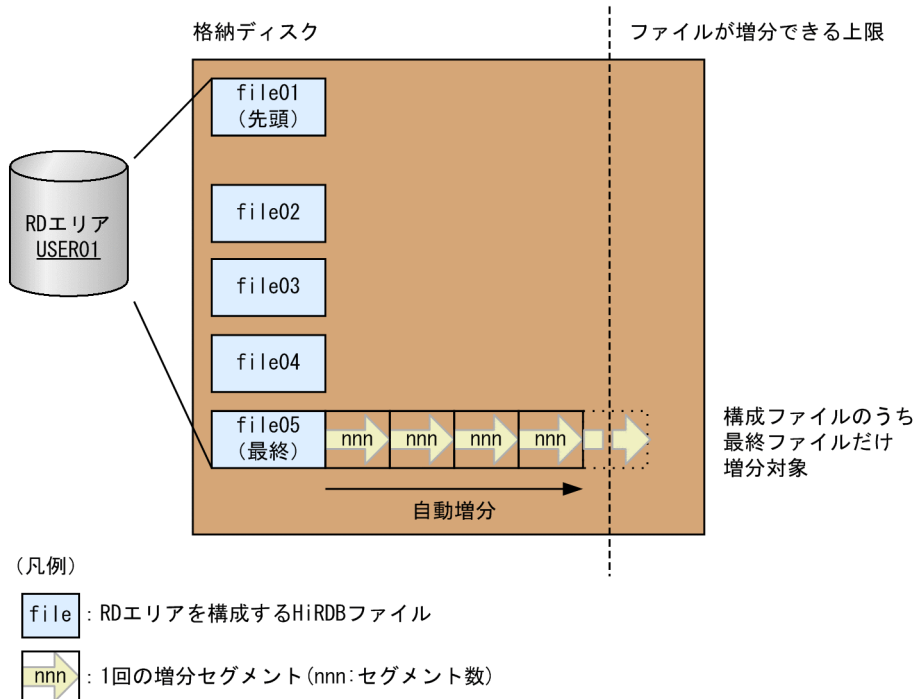 格納ディスク
ファイルが増分できる上限
file01
(先頭)
RDエリア
USER01
file02
file03
file04
file05
(最終)
nnn
nnn
nnn
nnn
構成ファイルのうち
最終ファイルだけ
増分対象
自動増分
(凡例)
file : RDエリアを構成するHiRDBファイル
nnn : 1回の増分セグメント(nnn:セグメント数)